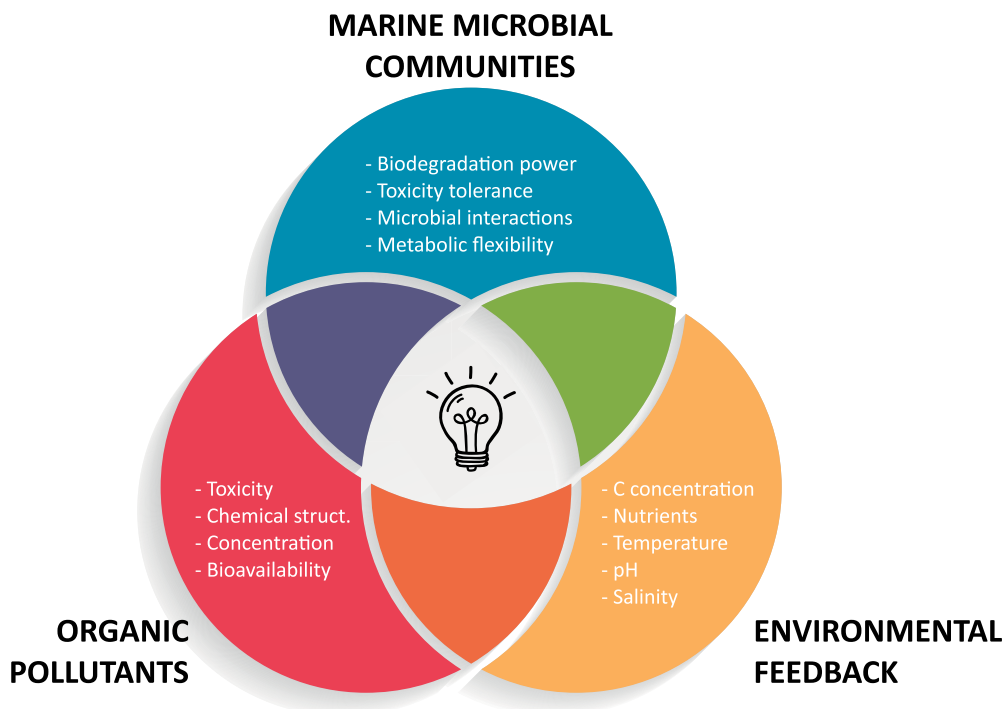 MARINE MICROBIAL
COMMUNITIES
- Biodegradation power
- Toxicity tolerance
- Microbial interactions
- Metabolic flexibility
- Toxicity
- Chemical struct.
- Concentration
- Bioavailability
- C concentration
- Nutrients
- Temperature
- pH
- Salinity
ORGANIC
POLLUTANTS
ENVIRONMENTAL
FEEDBACK